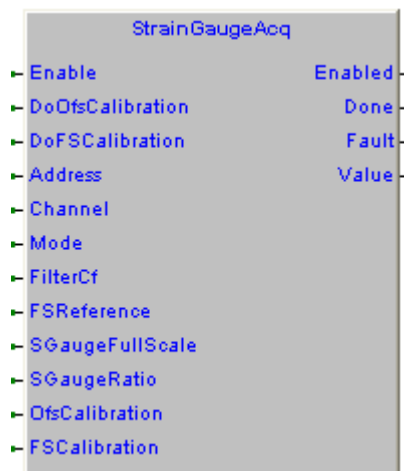 StrainGaugeAcq
Enable Enabled
DoOfsCalibration Done
DoFSCalibration Fault
Address Value
Channel
Mode
FilterCf
FSReference
SGaugeFullScale
SGaugeRatio
OfsCalibration
FSCalibration